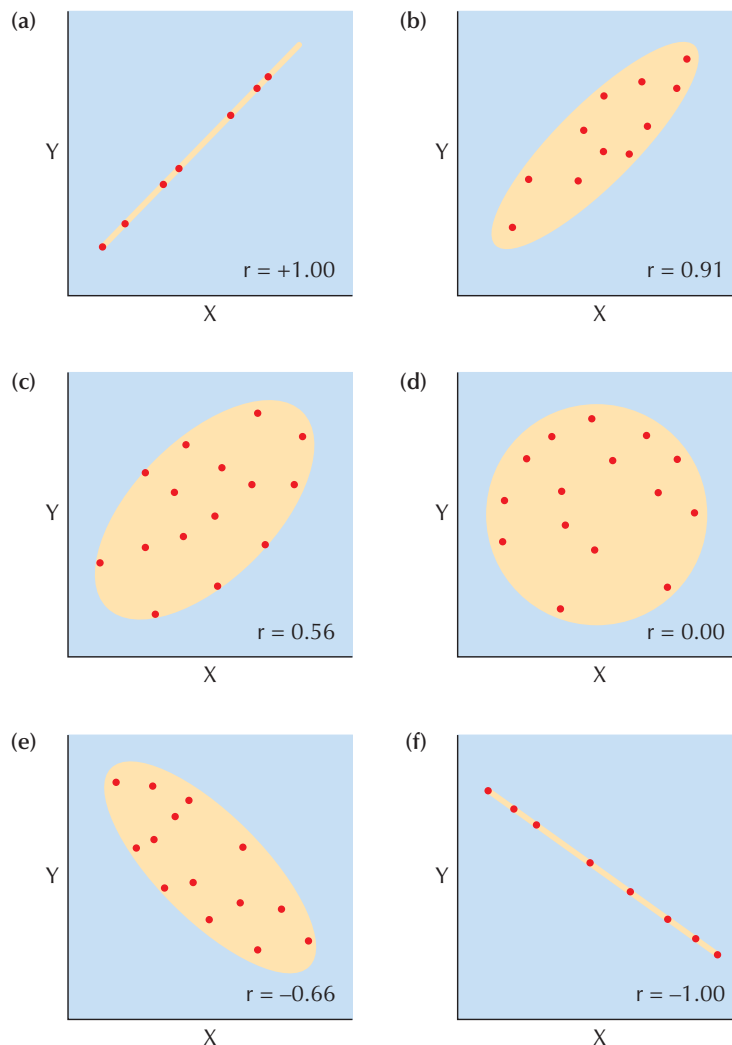 (a)
Y
r = +1.00
X
(b)
Y
r = 0.91
X
(c)
Y
r = 0.56
X
(d)
Y
r = 0.00
X
(e)
Y
r = –0.66
X
(f)
Y
r = –1.00
X